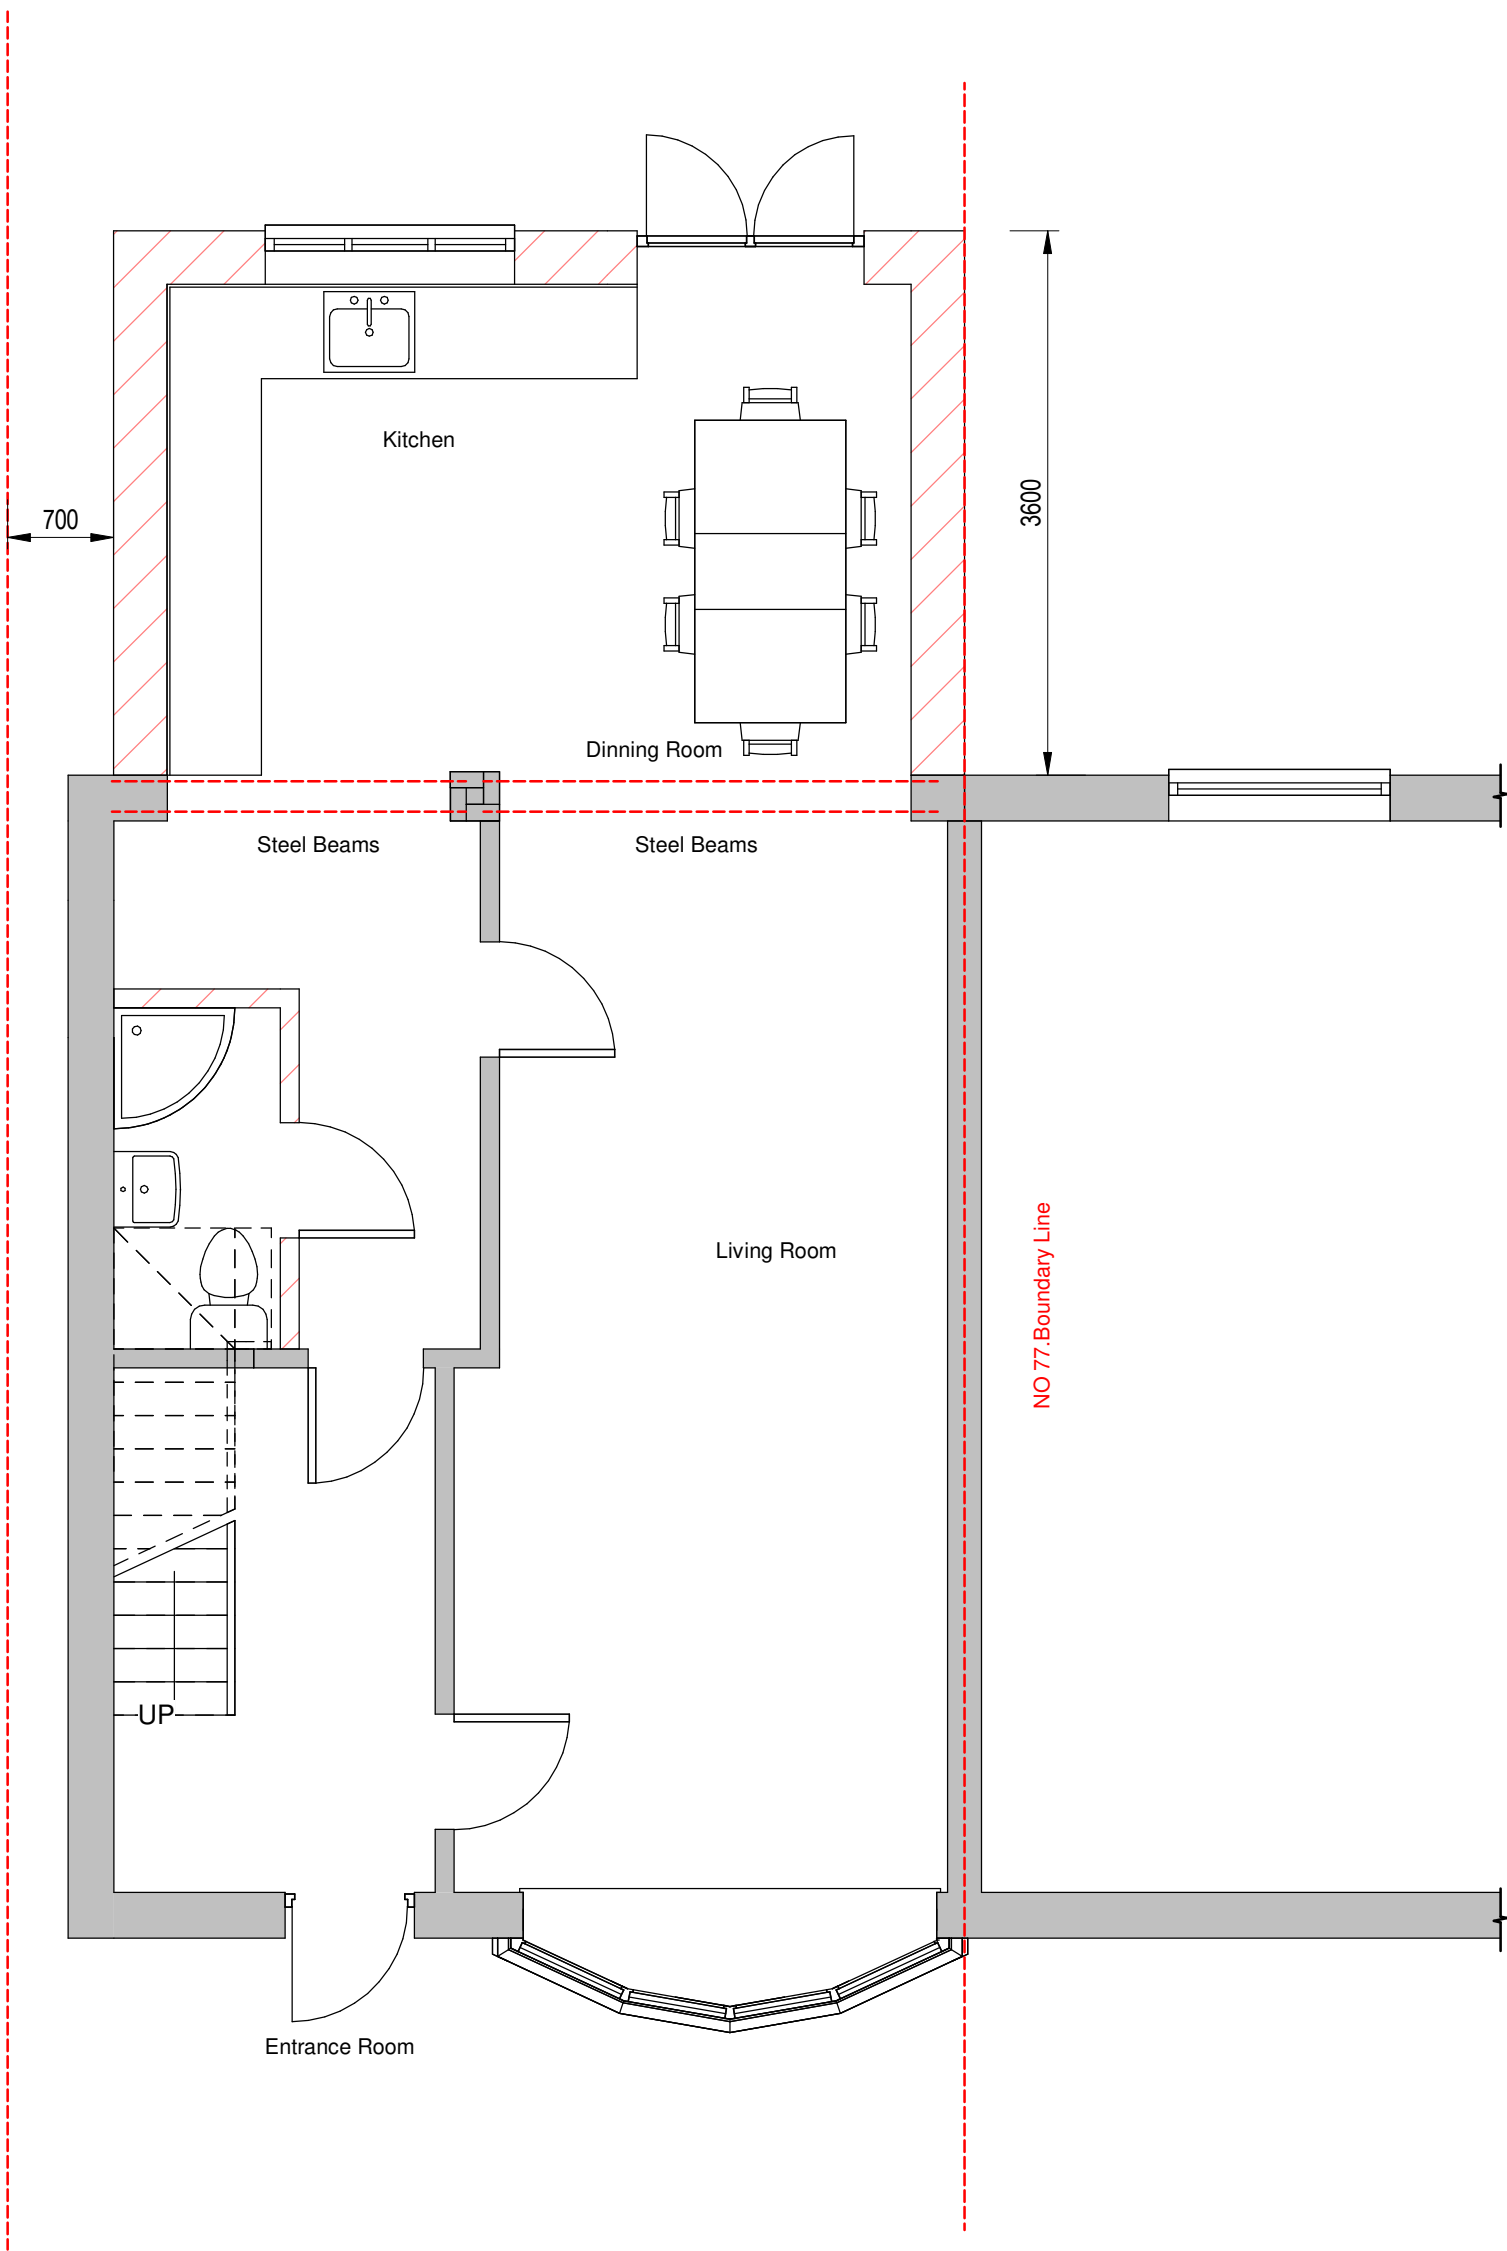 Kitchen
700
3600
Dinning Room
Steel Beams
Steel Beams
NO 77.Boundary Line
Living Room
UP
Entrance Room